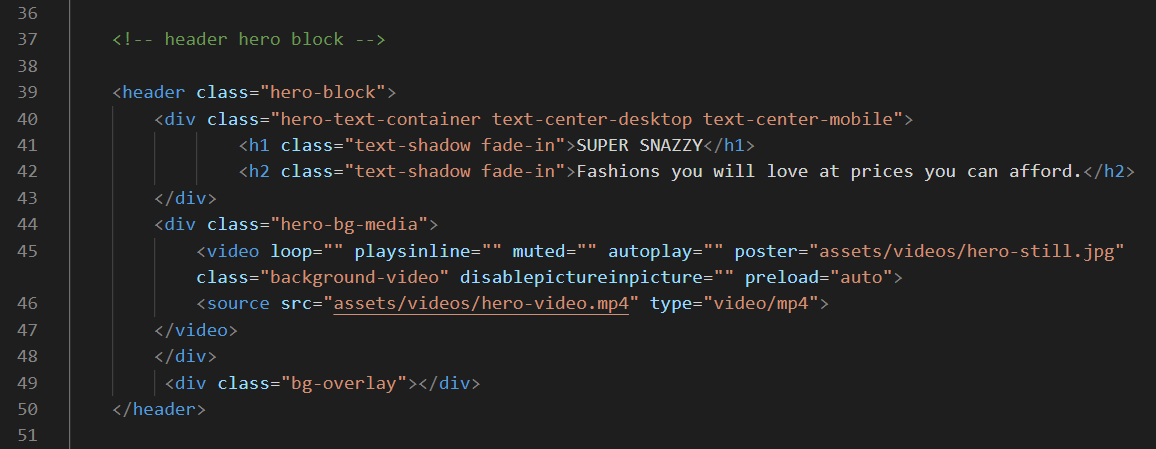 36
37 <!-- header hero block -->
38
39 <header class="hero-block">
40 <div class="hero-text-container text-center-desktop text-center-mobile">
41 <h1 class="text-shadow fade-in">SUPER SNAZZY</h1>
42 <h2 class="text-shadow fade-in">Fashions you will love at prices you can afford.</h2>
43 </div>
44 <div class="hero-bg-media">
45 <video loop="" playsinline="" muted="" autoplay="" poster="assets/videos/hero-still.jpg"
class="background-video" disablepictureinpicture="" preload="auto">
46 <source src="assets/videos/hero-video.mp4" type="video/mp4">
47 </video>
48 </div>
49 <div class="bg-overlay"></div>
50 </header>
51